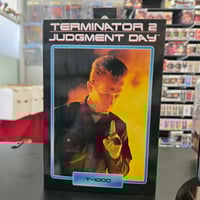 TERMINATOR 2
JUDGMENT DAY
T-1000